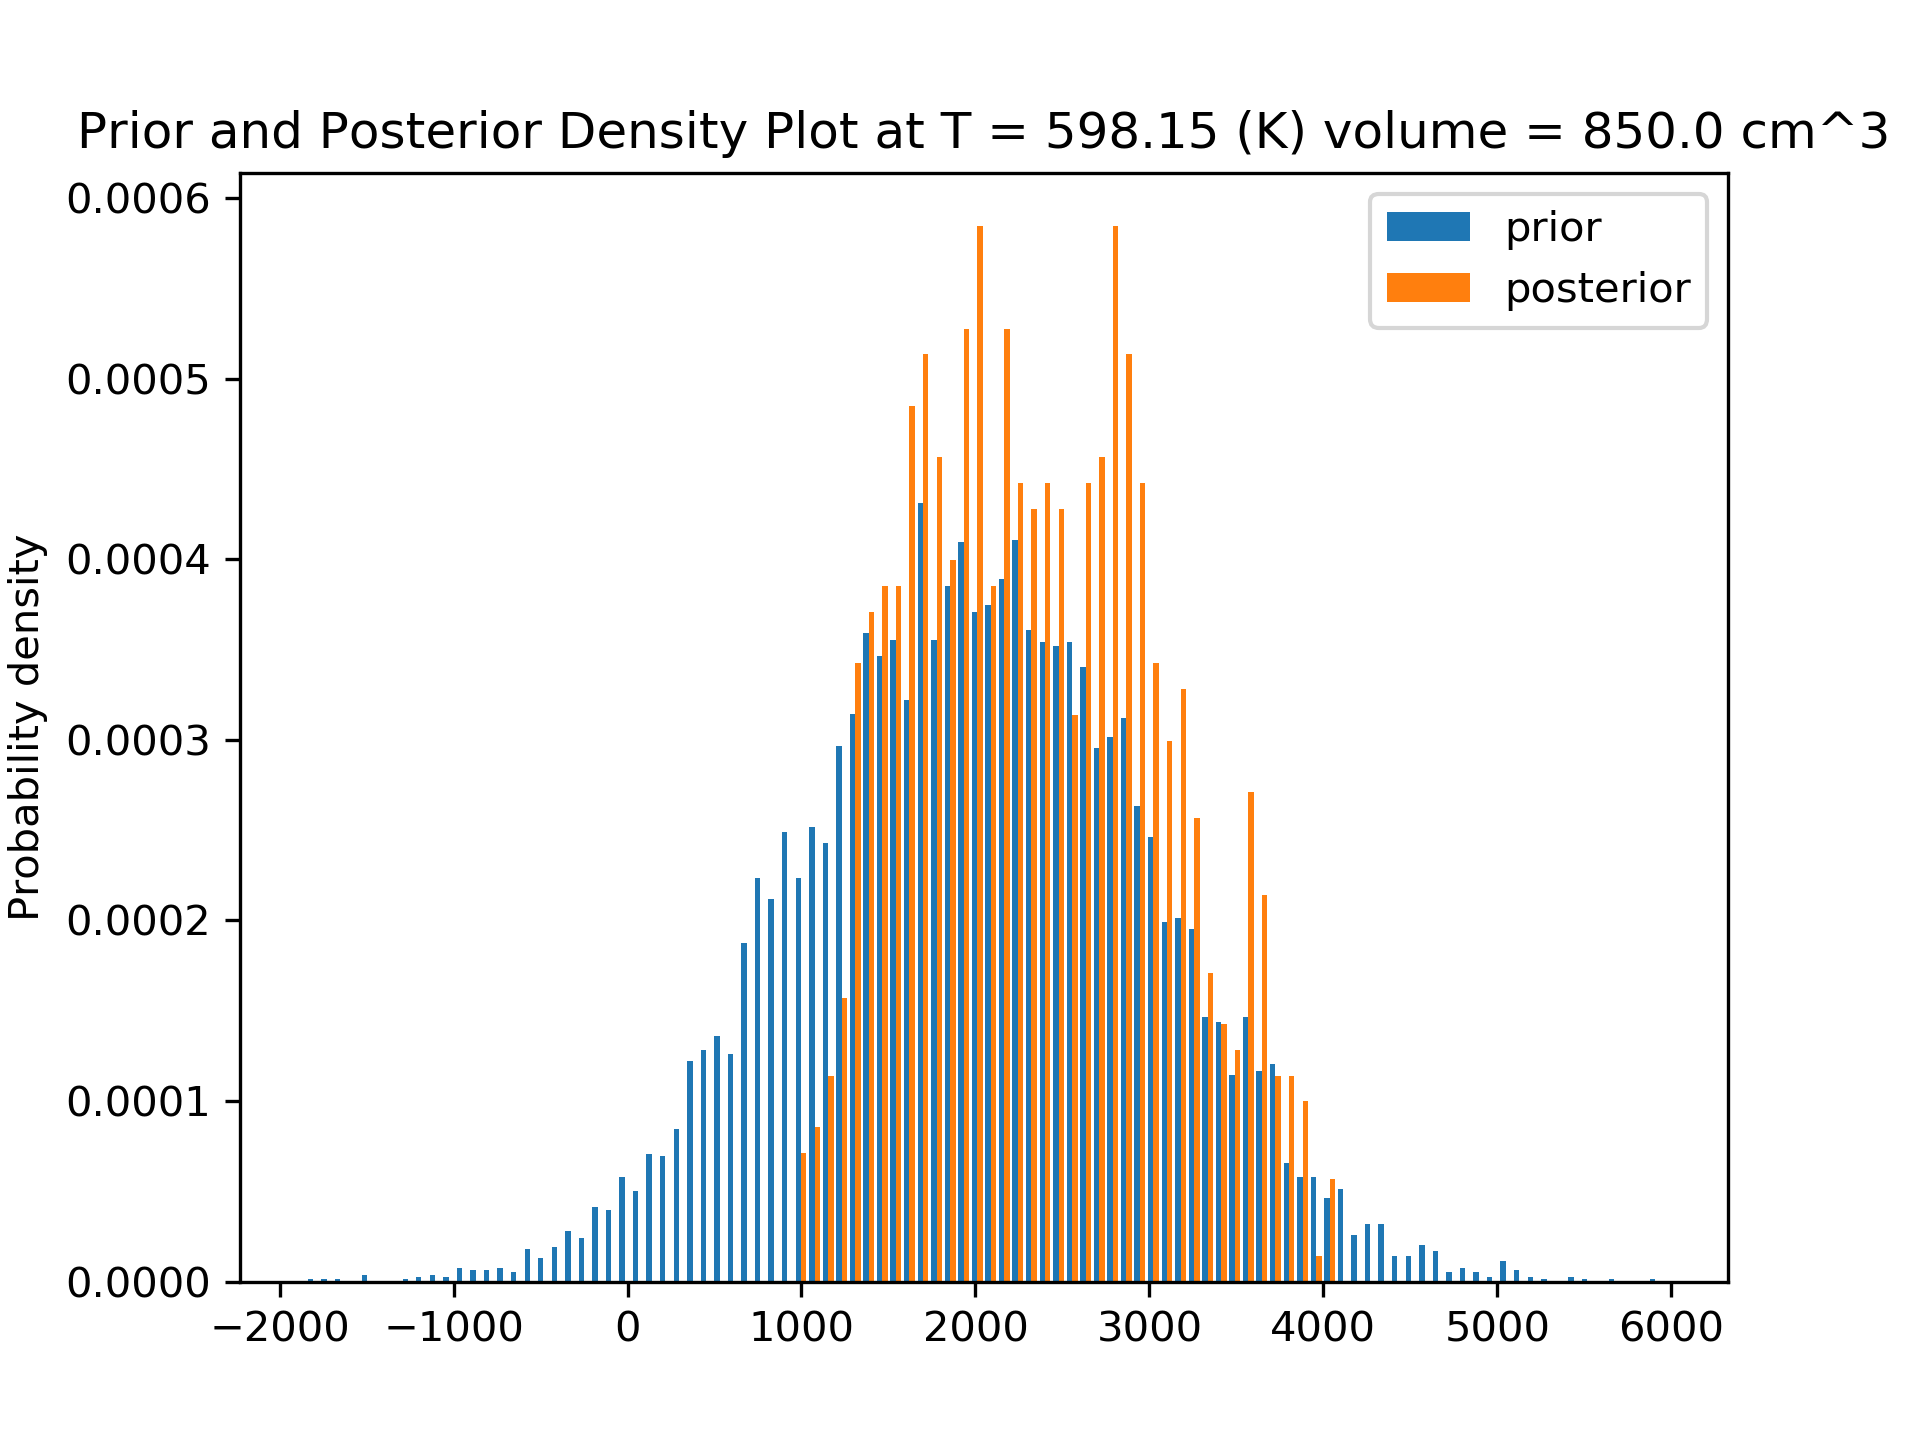 Prior and Posterior Density Plot at T = 598.15 (K) volume = 850.0 cm^3
prior
posterior
Probability density
0.0006
0.0005
0.0004
0.0003
0.0002
0.0001
0.0000
−2000 −1000 0 1000 2000 3000 4000 5000 6000